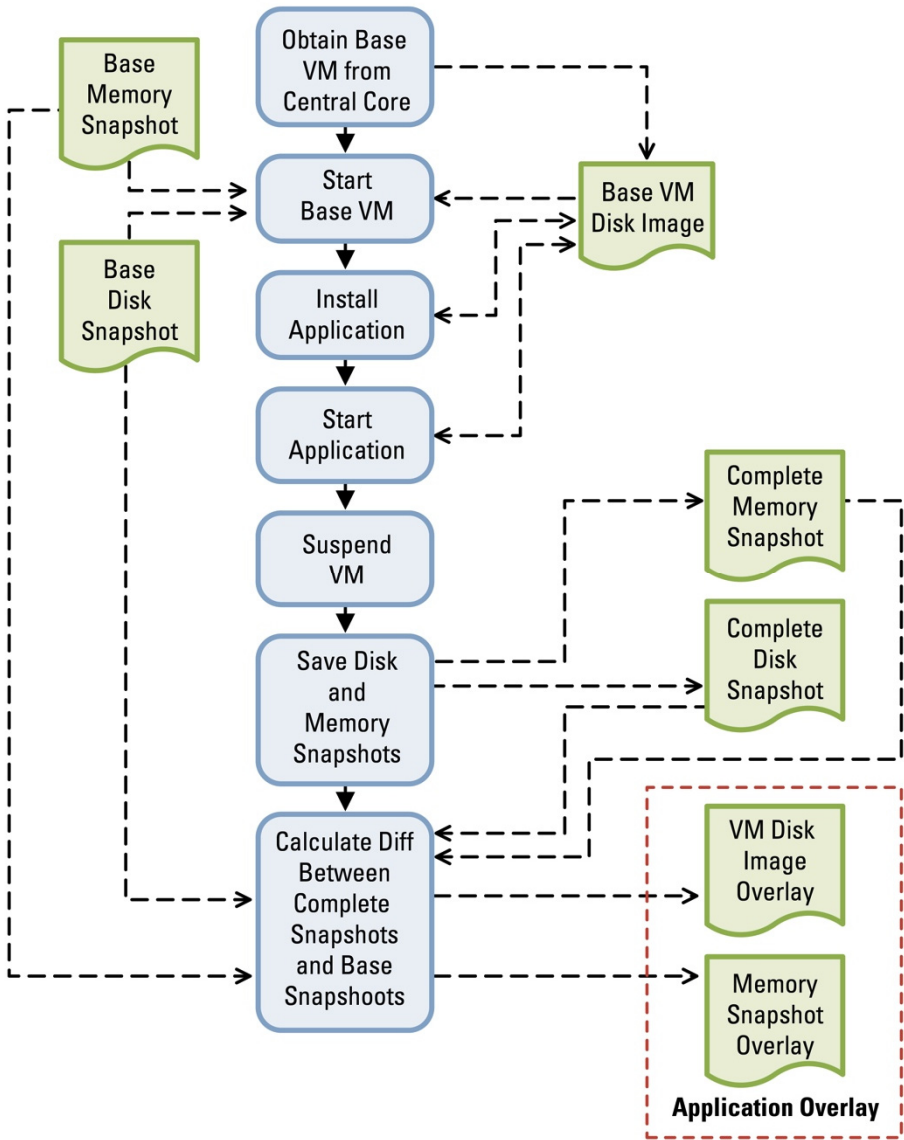 Obtain Base
VM from
Central Core
Base
Memory
Snapshot
Start
Base VM
Base VM
Disk Image
Base
Disk
Snapshot
Install
Application
Start
Application
Suspend
VM
Complete
Memory
Snapshot
Save Disk
and
Memory
Snapshots
Complete
Disk
Snapshot
Calculate Diff
Between
Complete
Snapshots
and Base
Snapshoots
VM Disk
Image
Overlay
Memory
Snapshot
Overlay
Application Overlay